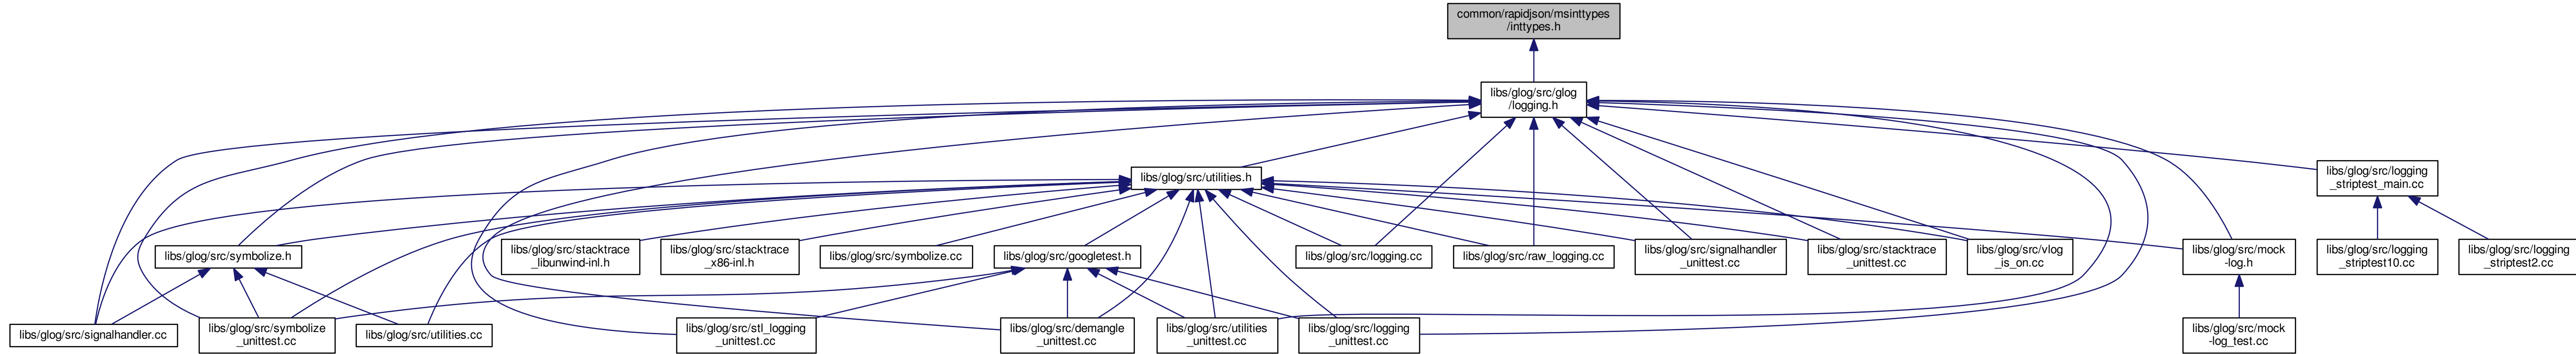 common/rapidjson/msinttypes
/inttypes.h
libs/glog/src/glog
/logging.h
libs/glog/src/utilities.h
libs/glog/src/logging
_striptest_main.cc
libs/glog/src/symbolize.h
libs/glog/src/stacktrace
_libunwind-inl.h
libs/glog/src/stacktrace
_x86-inl.h
libs/glog/src/symbolize.cc
libs/glog/src/googletest.h
libs/glog/src/logging.cc
libs/glog/src/raw_logging.cc
libs/glog/src/signalhandler
_unittest.cc
libs/glog/src/stacktrace
_unittest.cc
libs/glog/src/vlog
_is_on.cc
libs/glog/src/mock
-log.h
libs/glog/src/logging
_striptest10.cc
libs/glog/src/logging
_striptest2.cc
libs/glog/src/signalhandler.cc
libs/glog/src/symbolize
_unittest.cc
libs/glog/src/utilities.cc
libs/glog/src/stl_logging
_unittest.cc
libs/glog/src/demangle
_unittest.cc
libs/glog/src/utilities
_unittest.cc
libs/glog/src/logging
_unittest.cc
libs/glog/src/mock
-log_test.cc